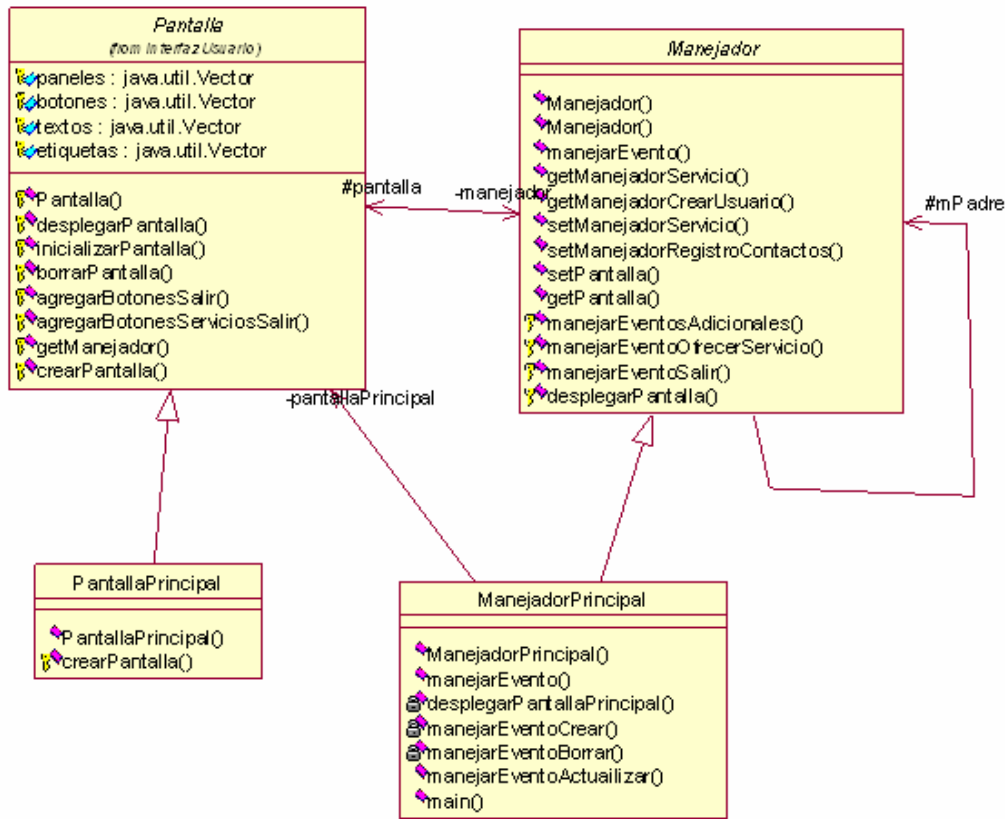 Pantalla
(from InterfazUsuario)
paneles : java.util.Vector
botones : java.util.Vector
textos : java.util.Vector
etiquetas : java.util.Vector
Pantalla()
desplegarPantalla()
inicializarPantalla()
borrarPantalla()
agregarBotonesSalir()
agregarBotonesServiciosSalir()
getManejador()
crearPantalla()
#pantalla
-manejador
Manejador
Manejador()
Manejador()
manejarEvento()
getManejadorServicio()
getManejadorCrearUsuario()
setManejadorServicio()
setManejadorRegistroContactos()
setPantalla()
getPantalla()
manejarEventosAdicionales()
manejarEventoOfrecerServicio()
manejarEventoSalir()
desplegarPantalla()
#mPadre
-pantallaPrincipal
PantallaPrincipal
PantallaPrincipal()
crearPantalla()
ManejadorPrincipal
ManejadorPrincipal()
manejarEvento()
desplegarPantallaPrincipal()
manejarEventoCrear()
manejarEventoBorrar()
manejarEventoActuailizar()
main()